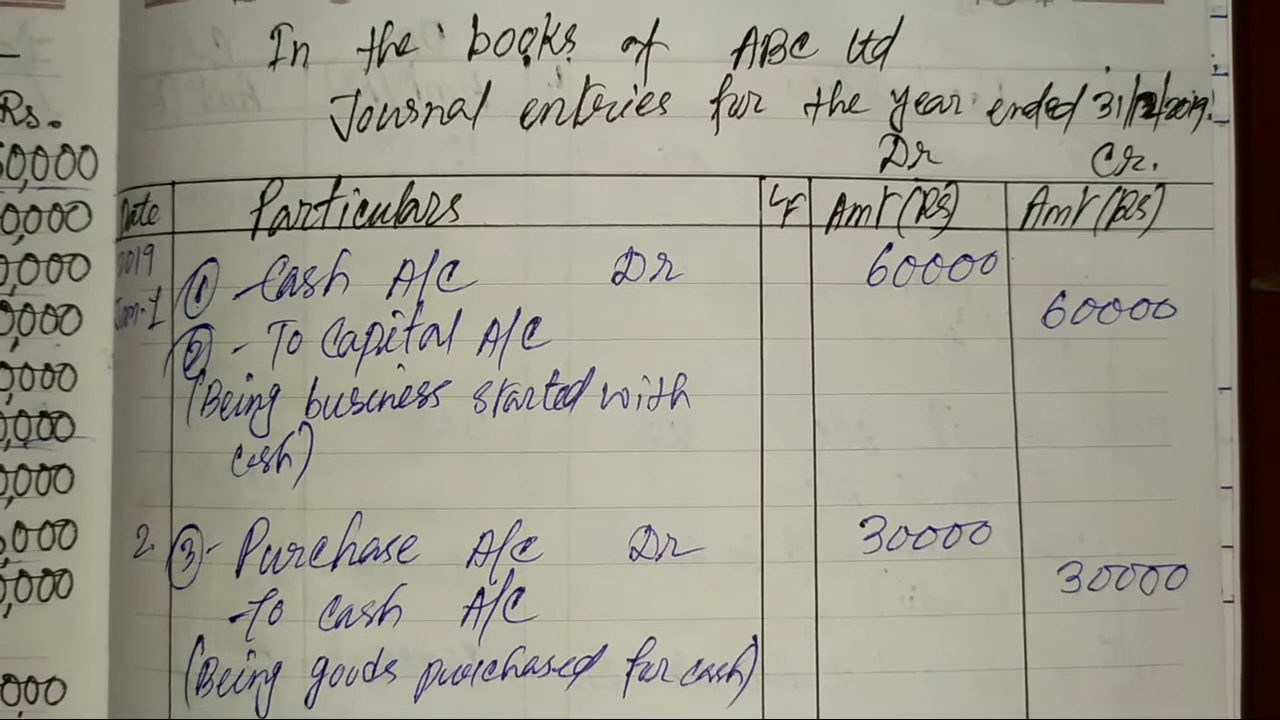 Rs.
0,000
0,000
0,000
0,000
0,000
0,000
0,000
,000
0,000
,000
In the books of ABC Ltd
Journal entries for the year ended 31/12/2019.
Dr Cr.
Date Particulars LF Amt (Rs) Amt (Rs)
2019 ① - Cash A/C Dr 60000
Jan-1 60000
② - To Capital A/C
(Being business started with
cash)
2. ③ - Purchase A/C Dr 30000
- To cash A/C 30000
(Being goods purchased for cash)